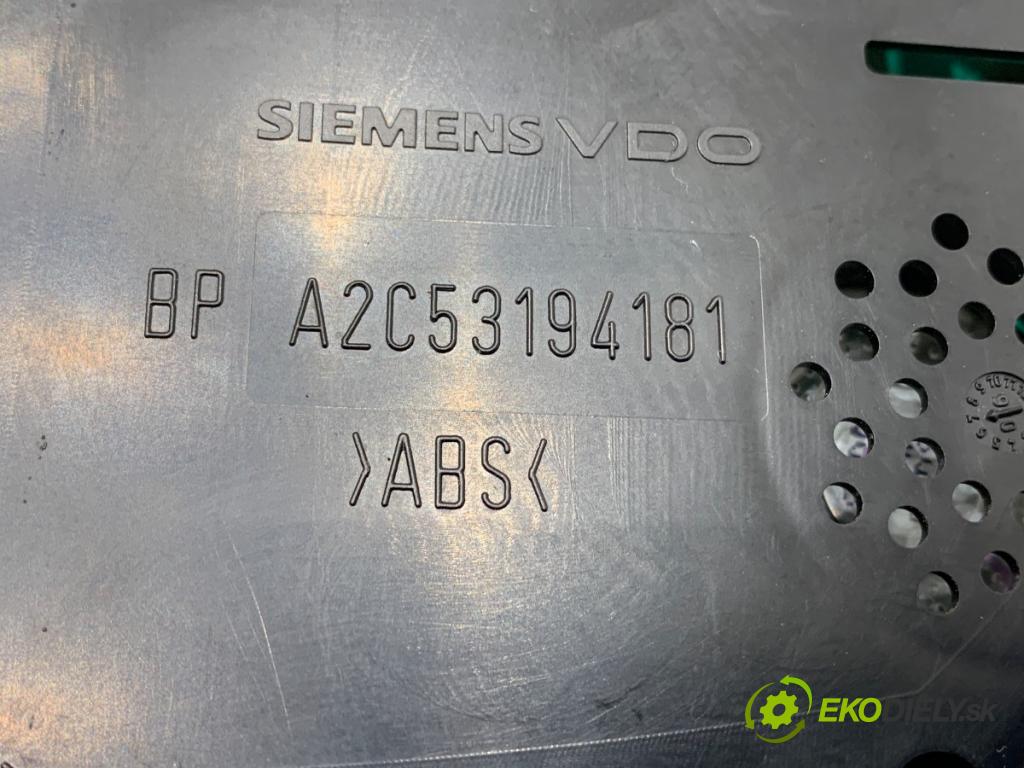 SIEMENS VDO
BP A2C53194181
>ABS<
EKODIELY.sk